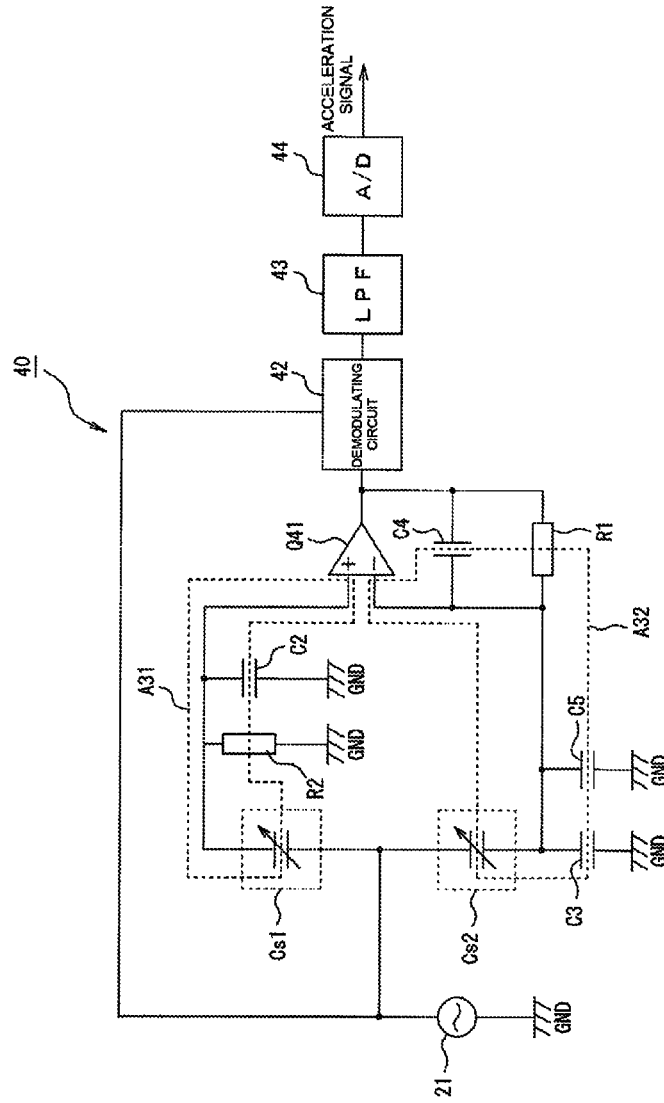 40
ACCELERATION
SIGNAL
44
A/D
43
LPF
42
DEMODULATING
CIRCUIT
Q41
+
−
C4
R1
A31
C2
GND
R2
GND
A32
C5
GND
C3
GND
Cs1
Cs2
21
GND